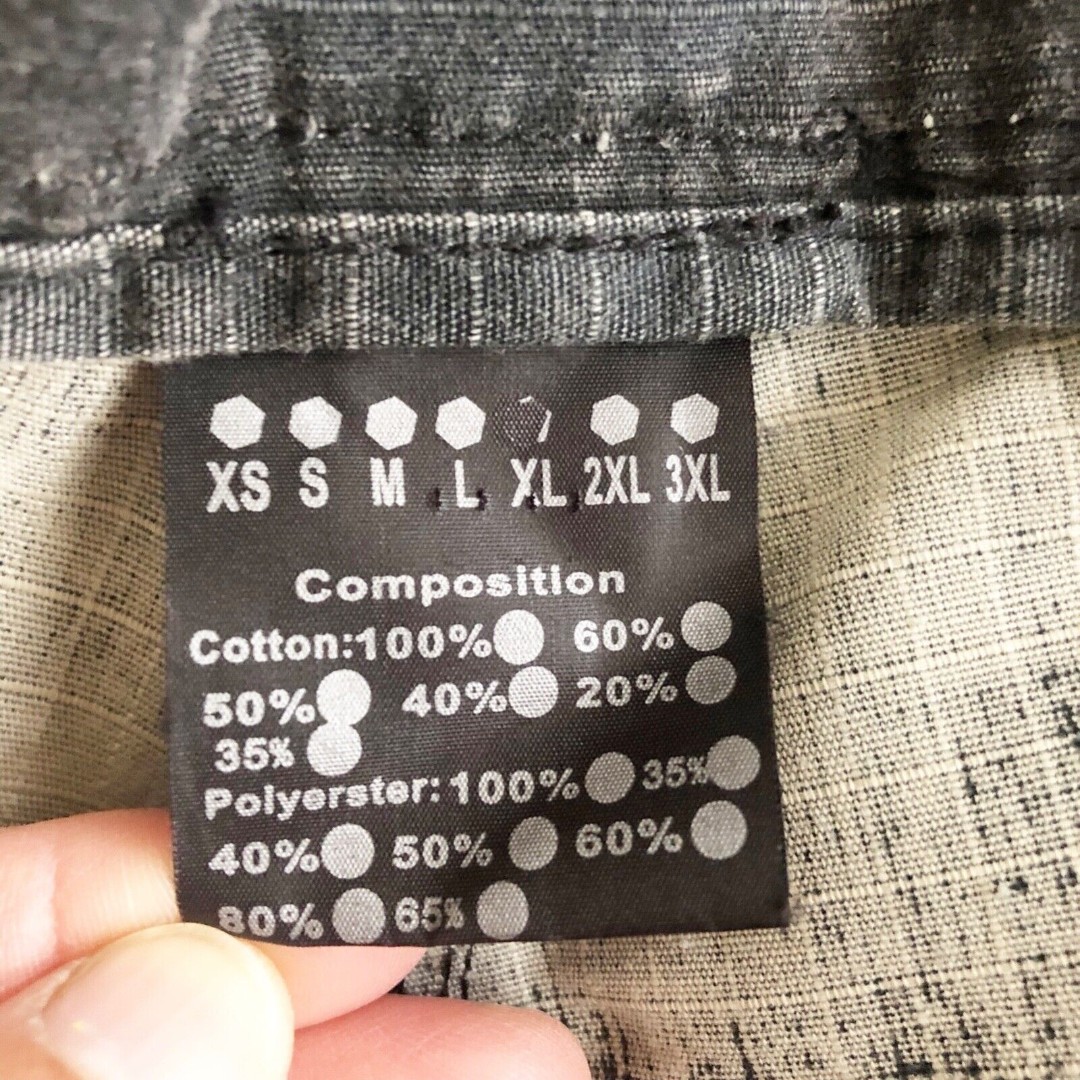 XS S M L XL 2XL 3XL
Composition
Cotton:100% 60%
50% 40% 20%
35%
Polyerster:100% 35%
40% 50% 60%
80% 65%